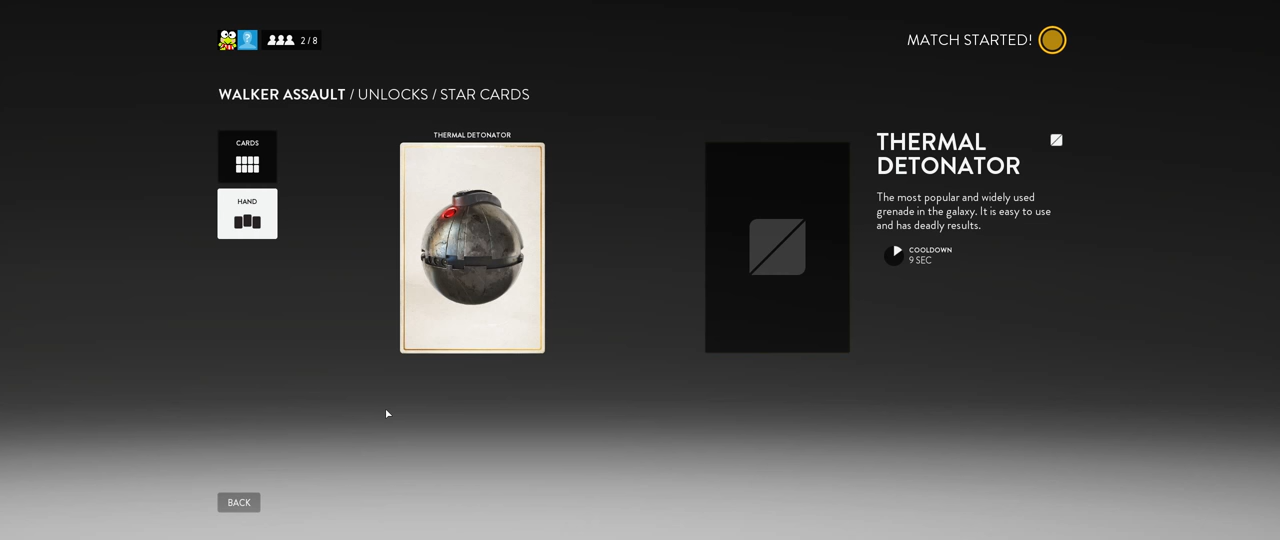 2 / 8
MATCH STARTED!
WALKER ASSAULT / UNLOCKS / STAR CARDS
CARDS
HAND
THERMAL DETONATOR
THERMAL
DETONATOR
The most popular and widely used
grenade in the galaxy. It is easy to use
and has deadly results.
COOLDOWN
9 SEC
BACK